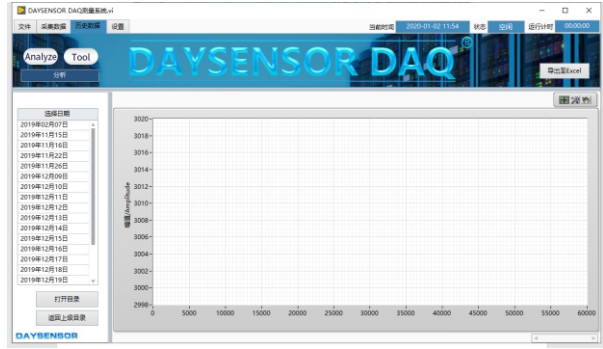 DAYSENSOR DAQ测量系统.vi
文件 采集数据 历史数据 设置
当前时间 2020-01-02 11:54 状态 空闲 运行计时 00:00:00
Analyze Tool
分析
DAYSENSOR DAQ
导出至Excel
选择日期
2019年02月07日
2019年11月15日
2019年11月16日
2019年11月22日
2019年11月26日
2019年12月09日
2019年12月10日
2019年12月11日
2019年12月12日
2019年12月13日
2019年12月14日
2019年12月15日
2019年12月16日
2019年12月17日
2019年12月18日
2019年12月19日
打开目录
返回上级目录
DAYSENSOR
幅值/Amplitude
3020
3018
3016
3014
3012
3010
3008
3006
3004
3002
3000
2998
0 5000 10000 15000 20000 25000 30000 35000 40000 45000 50000 55000 60000